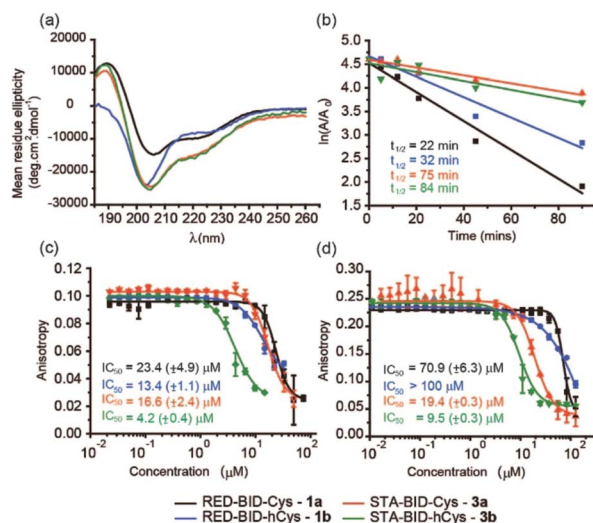 (a)
Mean residue ellipticity
(deg.cm²dmol⁻¹)
20000
10000
0
-10000
-20000
-30000
190 200 210 220 230 240 250 260
λ(nm)
(b)
ln(A/A₀)
5.0
4.5
4.0
3.5
3.0
2.5
2.0
1.5
t1/2 = 22 min
t1/2 = 32 min
t1/2 = 75 min
t1/2 = 84 min
0 20 40 60 80
Time (mins)
(c)
Anisotropy
0.12
0.10
0.08
0.06
0.04
0.02
0.00
IC50 = 23.4 (±4.9) μM
IC50 = 13.4 (±1.1) μM
IC50 = 16.6 (±2.4) μM
IC50 = 4.2 (±0.4) μM
10⁻² 10⁻¹ 10⁰ 10¹ 10²
Concentration (μM)
(d)
Anisotropy
0.30
0.25
0.20
0.15
0.10
0.05
0.00
IC50 = 70.9 (±6.3) μM
IC50 > 100 μM
IC50 = 19.4 (±0.3) μM
IC50 = 9.5 (±0.3) μM
10⁻² 10⁻¹ 10⁰ 10¹ 10²
Concentration (μM)
RED-BID-Cys - 1a
RED-BID-hCys - 1b
STA-BID-Cys - 3a
STA-BID-hCys - 3b